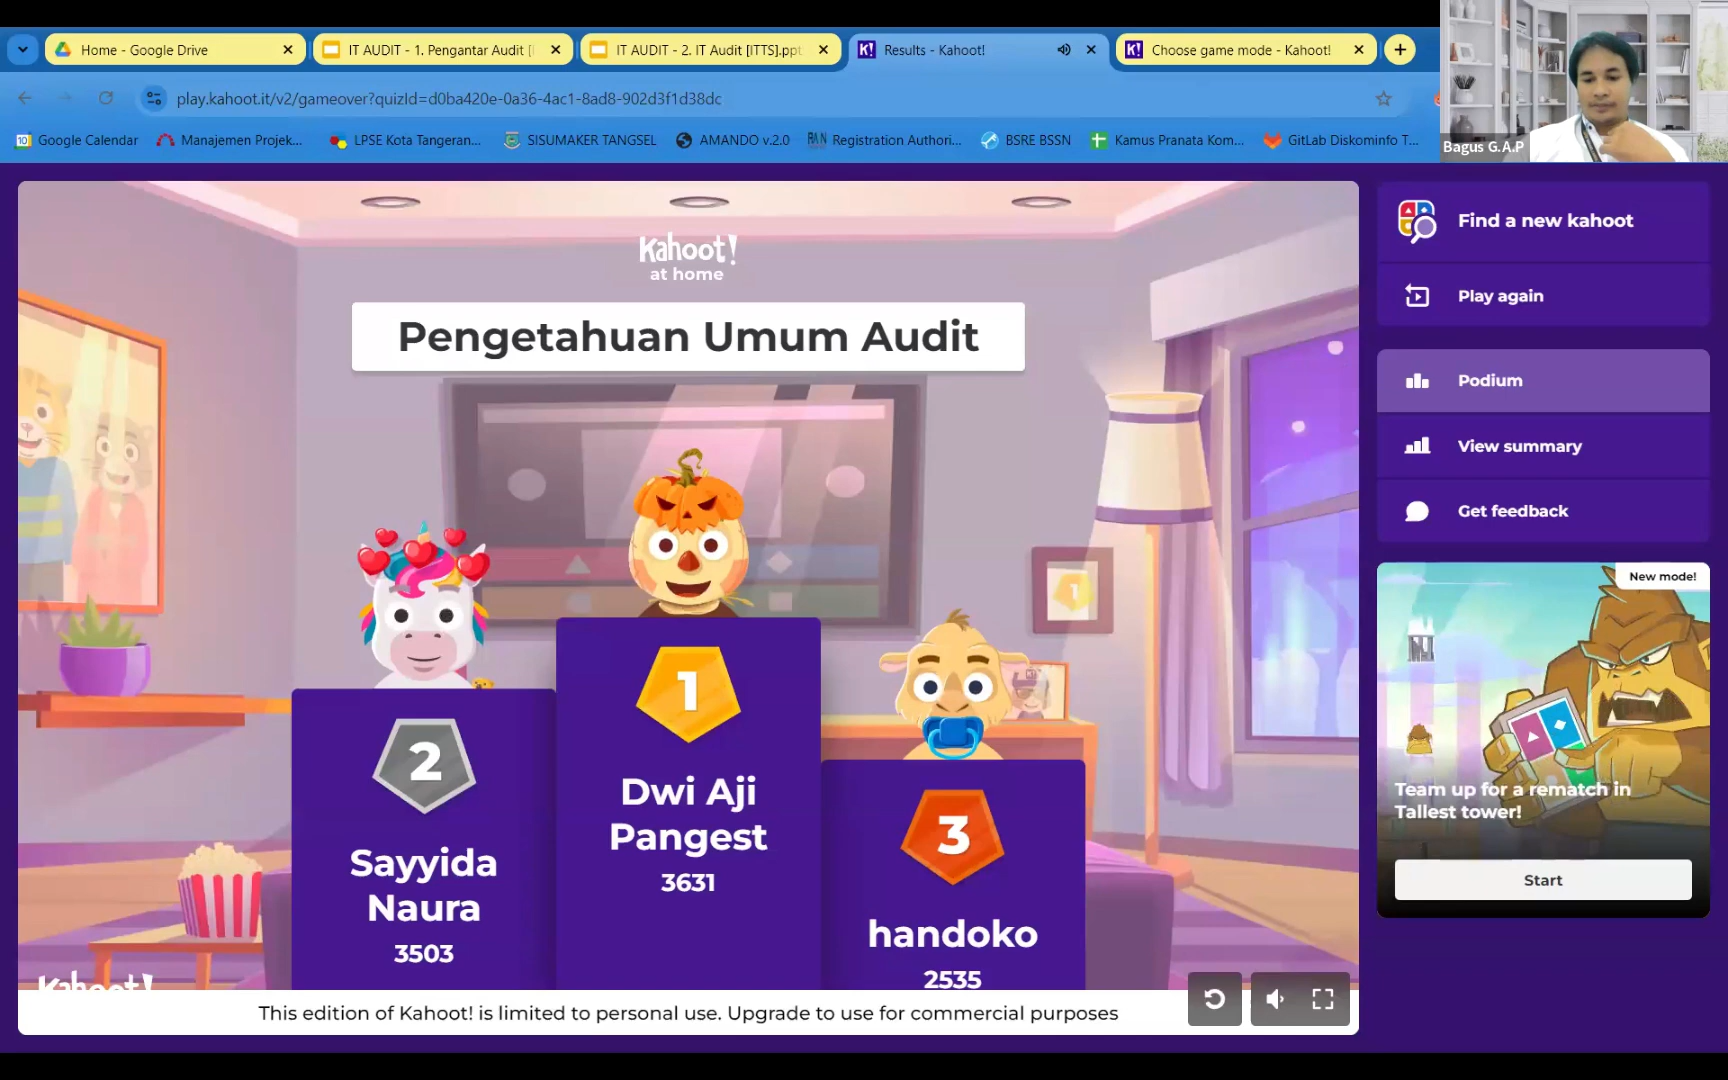 Home - Google Drive
IT AUDIT - 1. Pengantar Audit [
IT AUDIT - 2. IT Audit [ITTS].ppt
Results - Kahoot!
Choose game mode - Kahoot!
play.kahoot.it/v2/gameover?quizId=d0ba420e-0a36-4ac1-8ad8-902d3f1d38dc
Google Calendar
Manajemen Projek...
LPSE Kota Tangeran...
SISUMAKER TANGSEL
AMANDO v.2.0
Registration Authori...
BSRE BSSN
Kamus Pranata Kom...
GitLab Diskominfo T...
Bagus G.A.P
Kahoot!
at home
Pengetahuan Umum Audit
1
Dwi Aji
Pangest
3631
2
Sayyida
Naura
3503
3
handoko
2535
Kahoot!
This edition of Kahoot! is limited to personal use. Upgrade to use for commercial purposes
Find a new kahoot
Play again
Podium
View summary
Get feedback
New mode!
Team up for a rematch in
Tallest tower!
Start